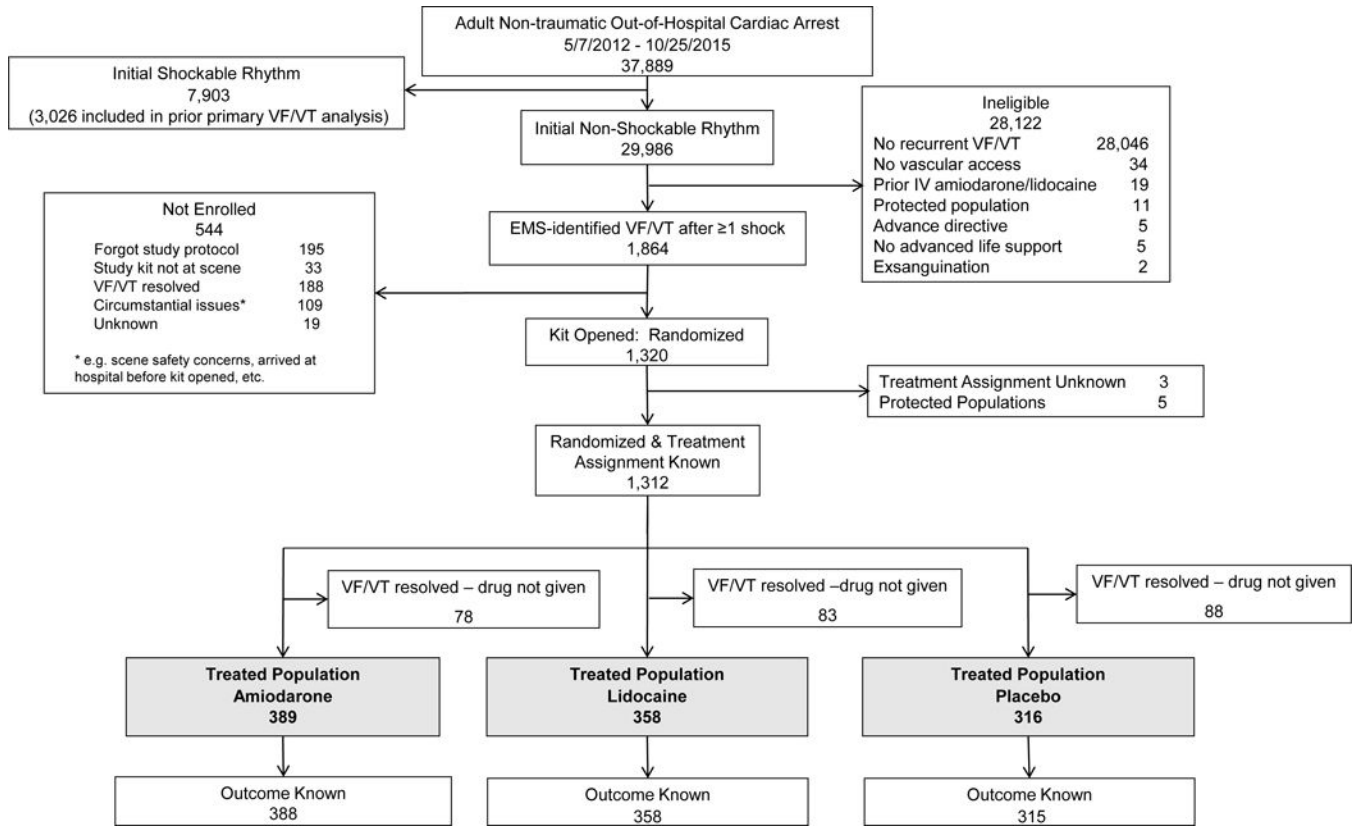 Adult Non-traumatic Out-of-Hospital Cardiac Arrest
5/7/2012 - 10/25/2015
37,889
Initial Shockable Rhythm
7,903
(3,026 included in prior primary VF/VT analysis)
Initial Non-Shockable Rhythm
29,986
Ineligible
28,122
No recurrent VF/VT 28,046
No vascular access 34
Prior IV amiodarone/lidocaine 19
Protected population 11
Advance directive 5
No advanced life support 5
Exsanguination 2
EMS-identified VF/VT after ≥1 shock
1,864
Not Enrolled
544
Forgot study protocol 195
Study kit not at scene 33
VF/VT resolved 188
Circumstantial issues* 109
Unknown 19
* e.g. scene safety concerns, arrived at
hospital before kit opened, etc.
Kit Opened: Randomized
1,320
Treatment Assignment Unknown 3
Protected Populations 5
Randomized & Treatment
Assignment Known
1,312
VF/VT resolved – drug not given
78
VF/VT resolved –drug not given
83
VF/VT resolved – drug not given
88
Treated Population
Amiodarone
389
Treated Population
Lidocaine
358
Treated Population
Placebo
316
Outcome Known
388
Outcome Known
358
Outcome Known
315